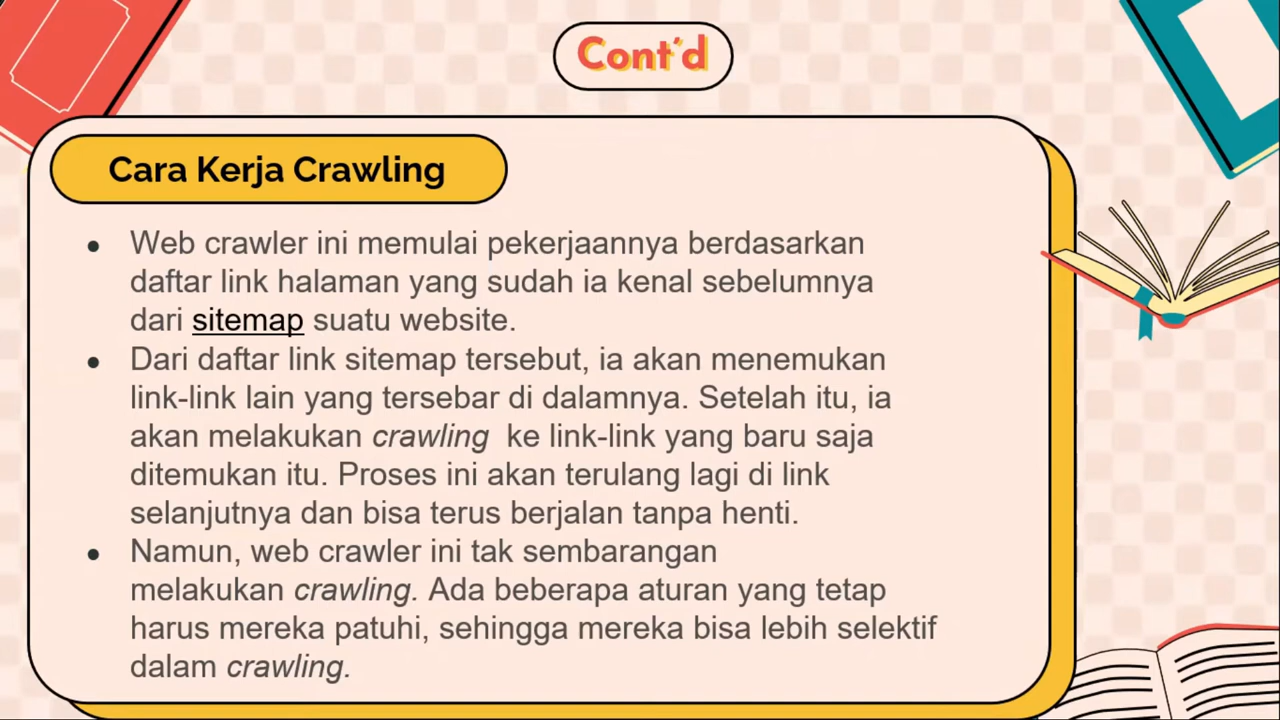 Cont´d
Cara Kerja Crawling
● Web crawler ini memulai pekerjaannya berdasarkan
daftar link halaman yang sudah ia kenal sebelumnya
dari sitemap suatu website.
● Dari daftar link sitemap tersebut, ia akan menemukan
link-link lain yang tersebar di dalamnya. Setelah itu, ia
akan melakukan crawling ke link-link yang baru saja
ditemukan itu. Proses ini akan terulang lagi di link
selanjutnya dan bisa terus berjalan tanpa henti.
● Namun, web crawler ini tak sembarangan
melakukan crawling. Ada beberapa aturan yang tetap
harus mereka patuhi, sehingga mereka bisa lebih selektif
dalam crawling.